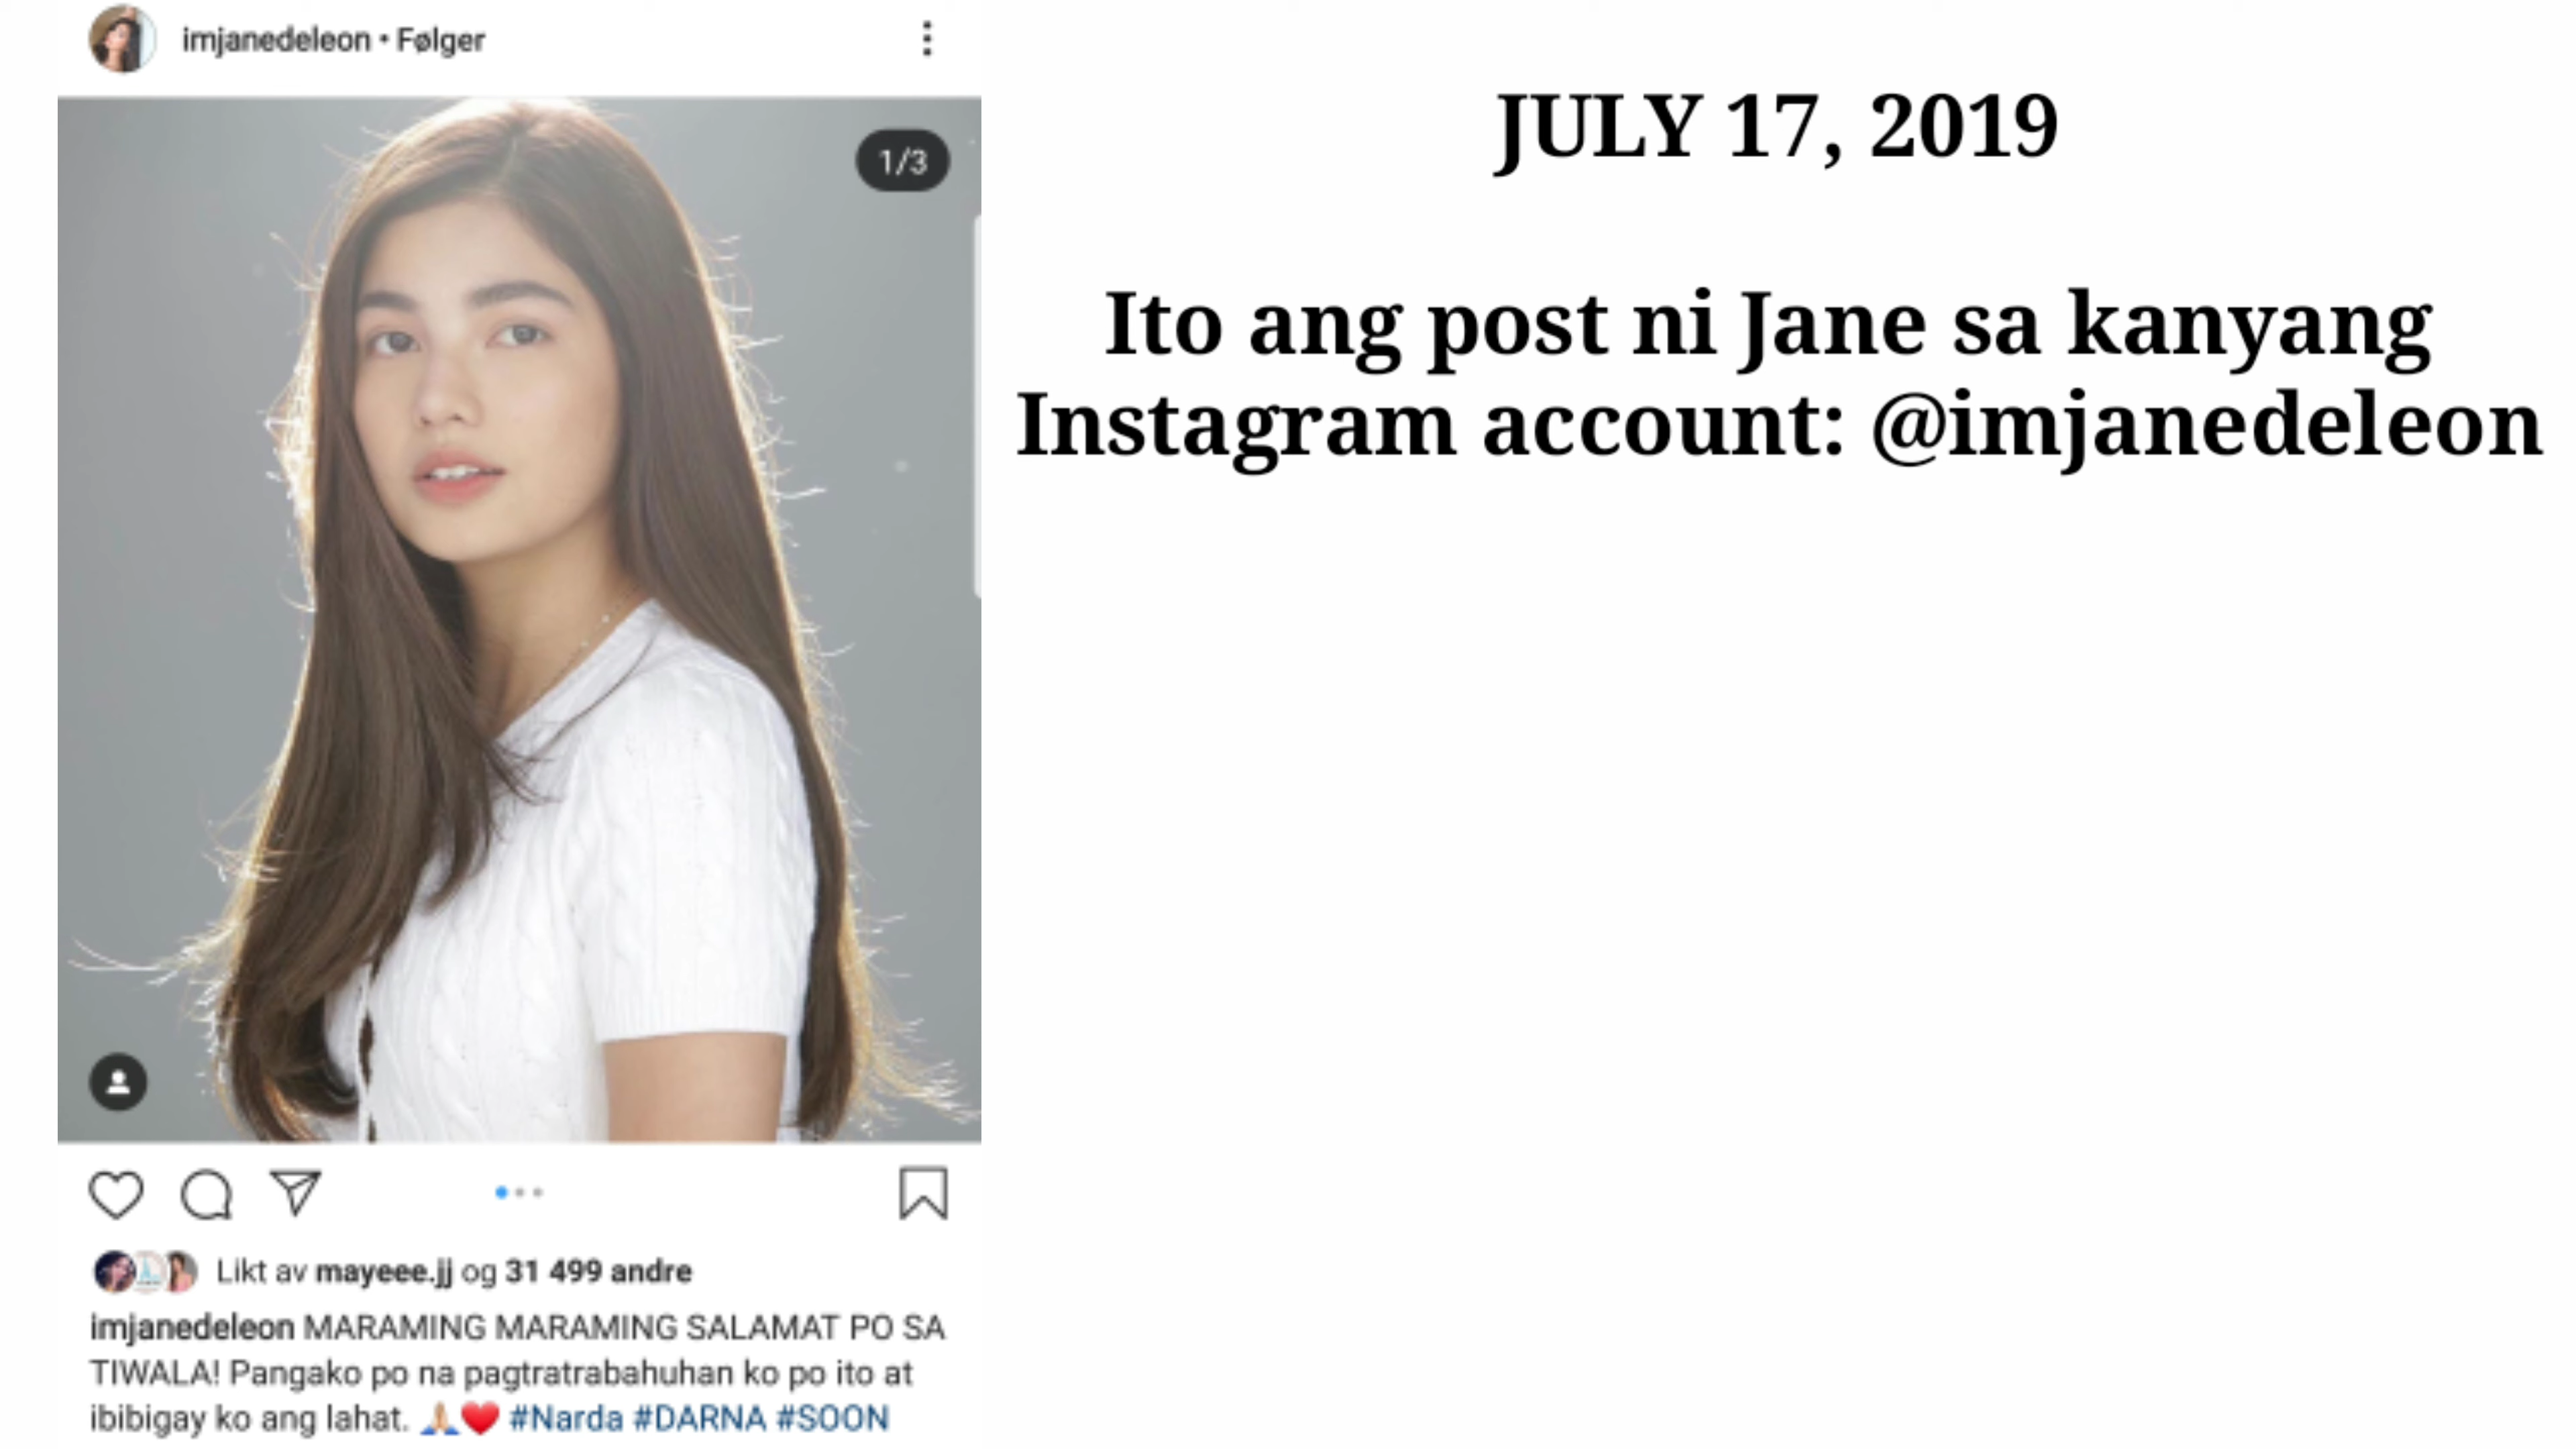 imjanedeleon • Følger
1/3
JULY 17, 2019
Ito ang post ni Jane sa kanyang
Instagram account: @imjanedeleon
Likt av mayeee.jj og 31 499 andre
imjanedeleon MARAMING MARAMING SALAMAT PO SA
TIWALA! Pangako po na pagtratrabahuhan ko po ito at
ibibigay ko ang lahat. 🙏🏼❤️ #Narda #DARNA #SOON